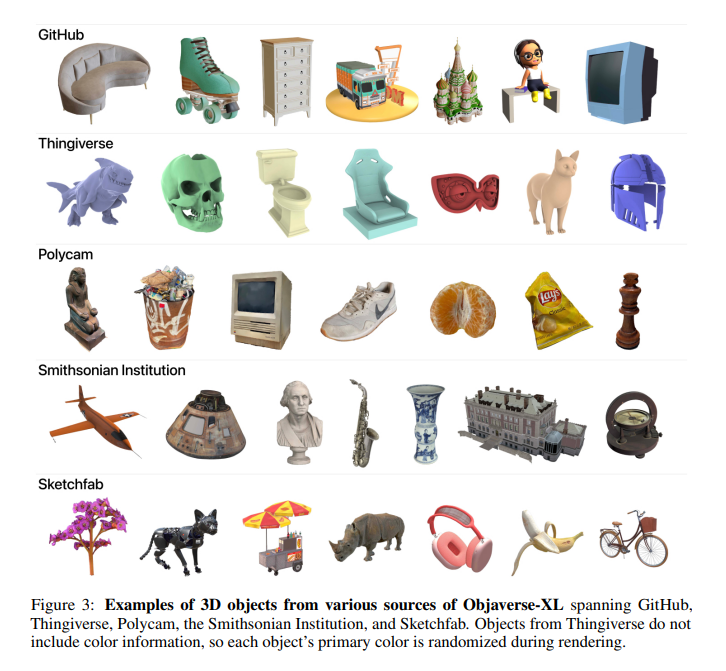 GitHub
Thingiverse
Polycam
Lay's
Smithsonian Institution
Sketchfab
Figure 3: Examples of 3D objects from various sources of Objaverse-XL spanning GitHub,
Thingiverse, Polycam, the Smithsonian Institution, and Sketchfab. Objects from Thingiverse do not
include color information, so each object's primary color is randomized during rendering.